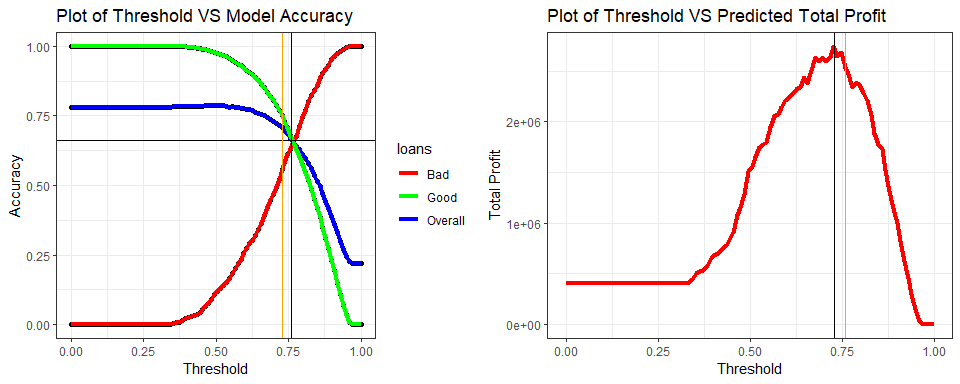 Plot of Threshold VS Model Accuracy
1.00
0.75
0.50
0.25
0.00
Accuracy
0.00 0.25 0.50 0.75 1.00
Threshold
loans
Bad
Good
Overall
Plot of Threshold VS Predicted Total Profit
2e+06
1e+06
0e+00
Total Profit
0.00 0.25 0.50 0.75 1.00
Threshold